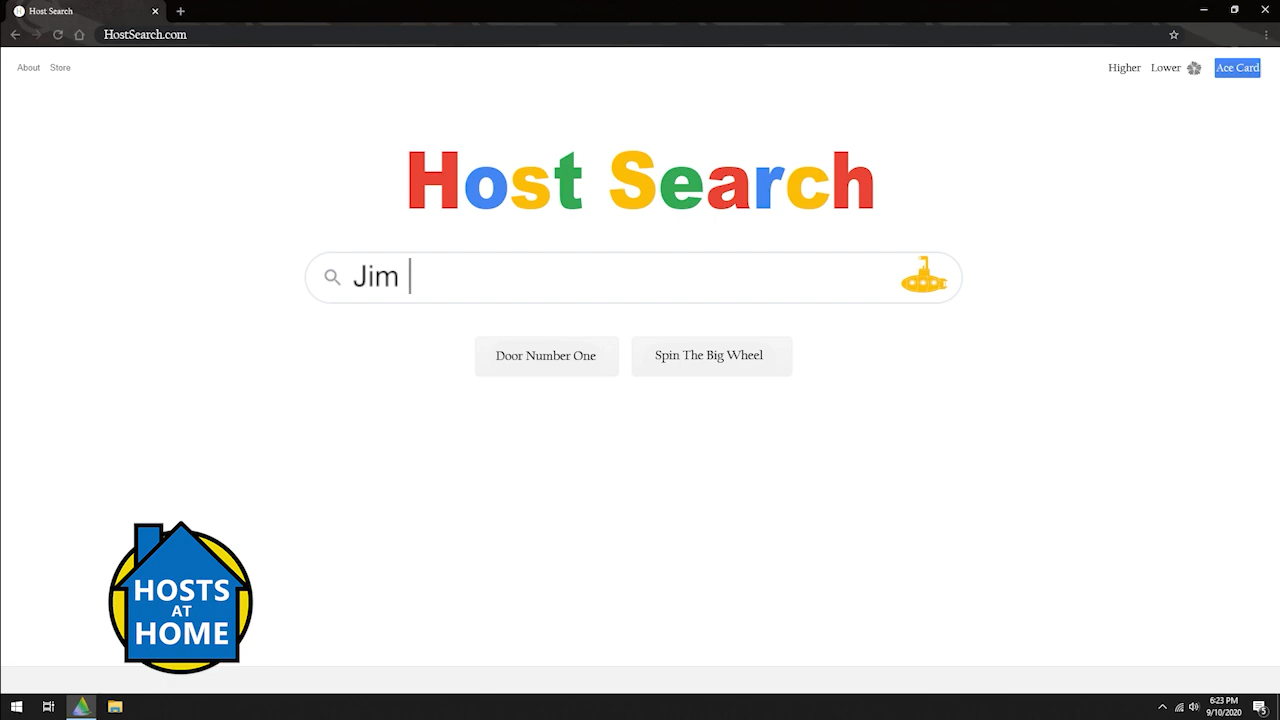 Host Search
HostSearch.com
About Store
Higher Lower Ace Card
Host Search
Jim
Door Number One Spin The Big Wheel
HOSTS
AT
HOME
6:23 PM
9/10/2020
5